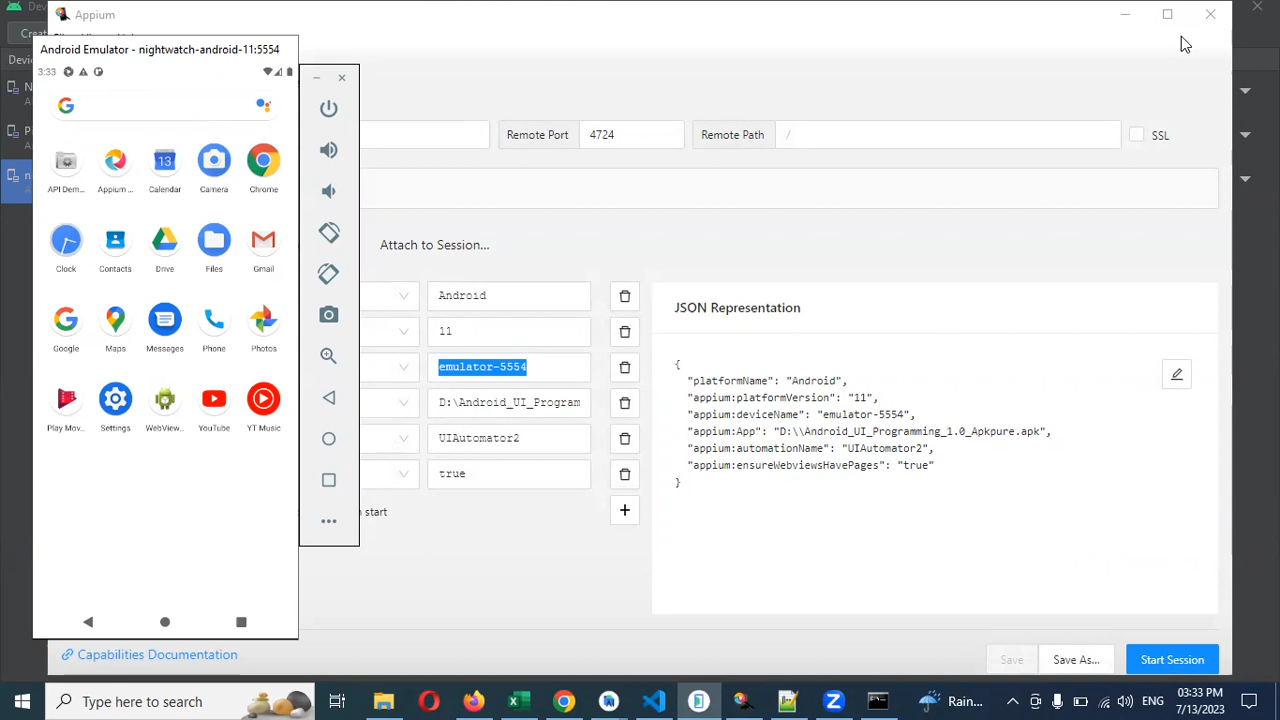 Appium
Android Emulator - nightwatch-android-11:5554
3:33
API Dem...
Appium ...
13
Calendar
Camera
Chrome
Clock
Contacts
Drive
Files
Gmail
Google
Maps
Messages
Phone
Photos
Play Mov...
Settings
WebView...
YouTube
YT Music
Remote Port
4724
Remote Path
/
SSL
Attach to Session...
Android
11
emulator-5554
D:\Android_UI_Program
UIAutomator2
true
start
JSON Representation
{
"platformName": "Android",
"appium:platformVersion": "11",
"appium:deviceName": "emulator-5554",
"appium:App": "D:\\Android_UI_Programming_1.0_Apkpure.apk",
"appium:automationName": "UIAutomator2",
"appium:ensureWebviewsHavePages": "true"
}
Capabilities Documentation
Save
Save As...
Start Session
Type here to search
Rain...
ENG
03:33 PM
7/13/2023